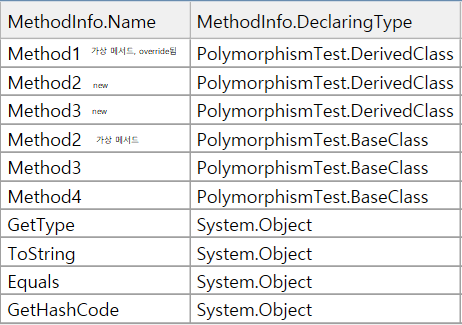 MethodInfo.Name MethodInfo.DeclaringType
Method1 가상 메서드, override됨 PolymorphismTest.DerivedClass
Method2 new PolymorphismTest.DerivedClass
Method3 new PolymorphismTest.DerivedClass
Method2 가상 메서드 PolymorphismTest.BaseClass
Method3 PolymorphismTest.BaseClass
Method4 PolymorphismTest.BaseClass
GetType System.Object
ToString System.Object
Equals System.Object
GetHashCode System.Object